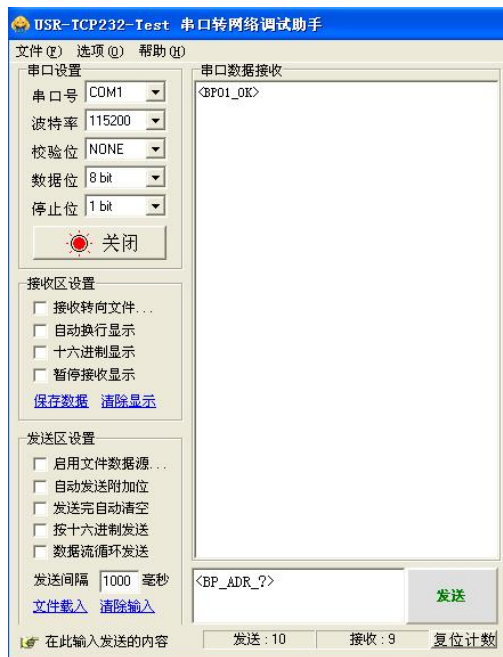 USR-TCP232-Test 串口转网络调试助手
文件(F) 选项(O) 帮助(H)
串口设置
串口号 COM1
波特率 115200
校验位 NONE
数据位 8 bit
停止位 1 bit
关闭
接收区设置
接收转向文件...
自动换行显示
十六进制显示
暂停接收显示
保存数据 清除显示
发送区设置
启用文件数据源...
自动发送附加位
发送完自动清空
按十六进制发送
数据流循环发送
发送间隔 1000 毫秒
文件载入 清除输入
串口数据接收
<BP01_OK>
<BP_ADR_?>
发送
在此输入发送的内容
发送 : 10
接收 : 9
复位计数